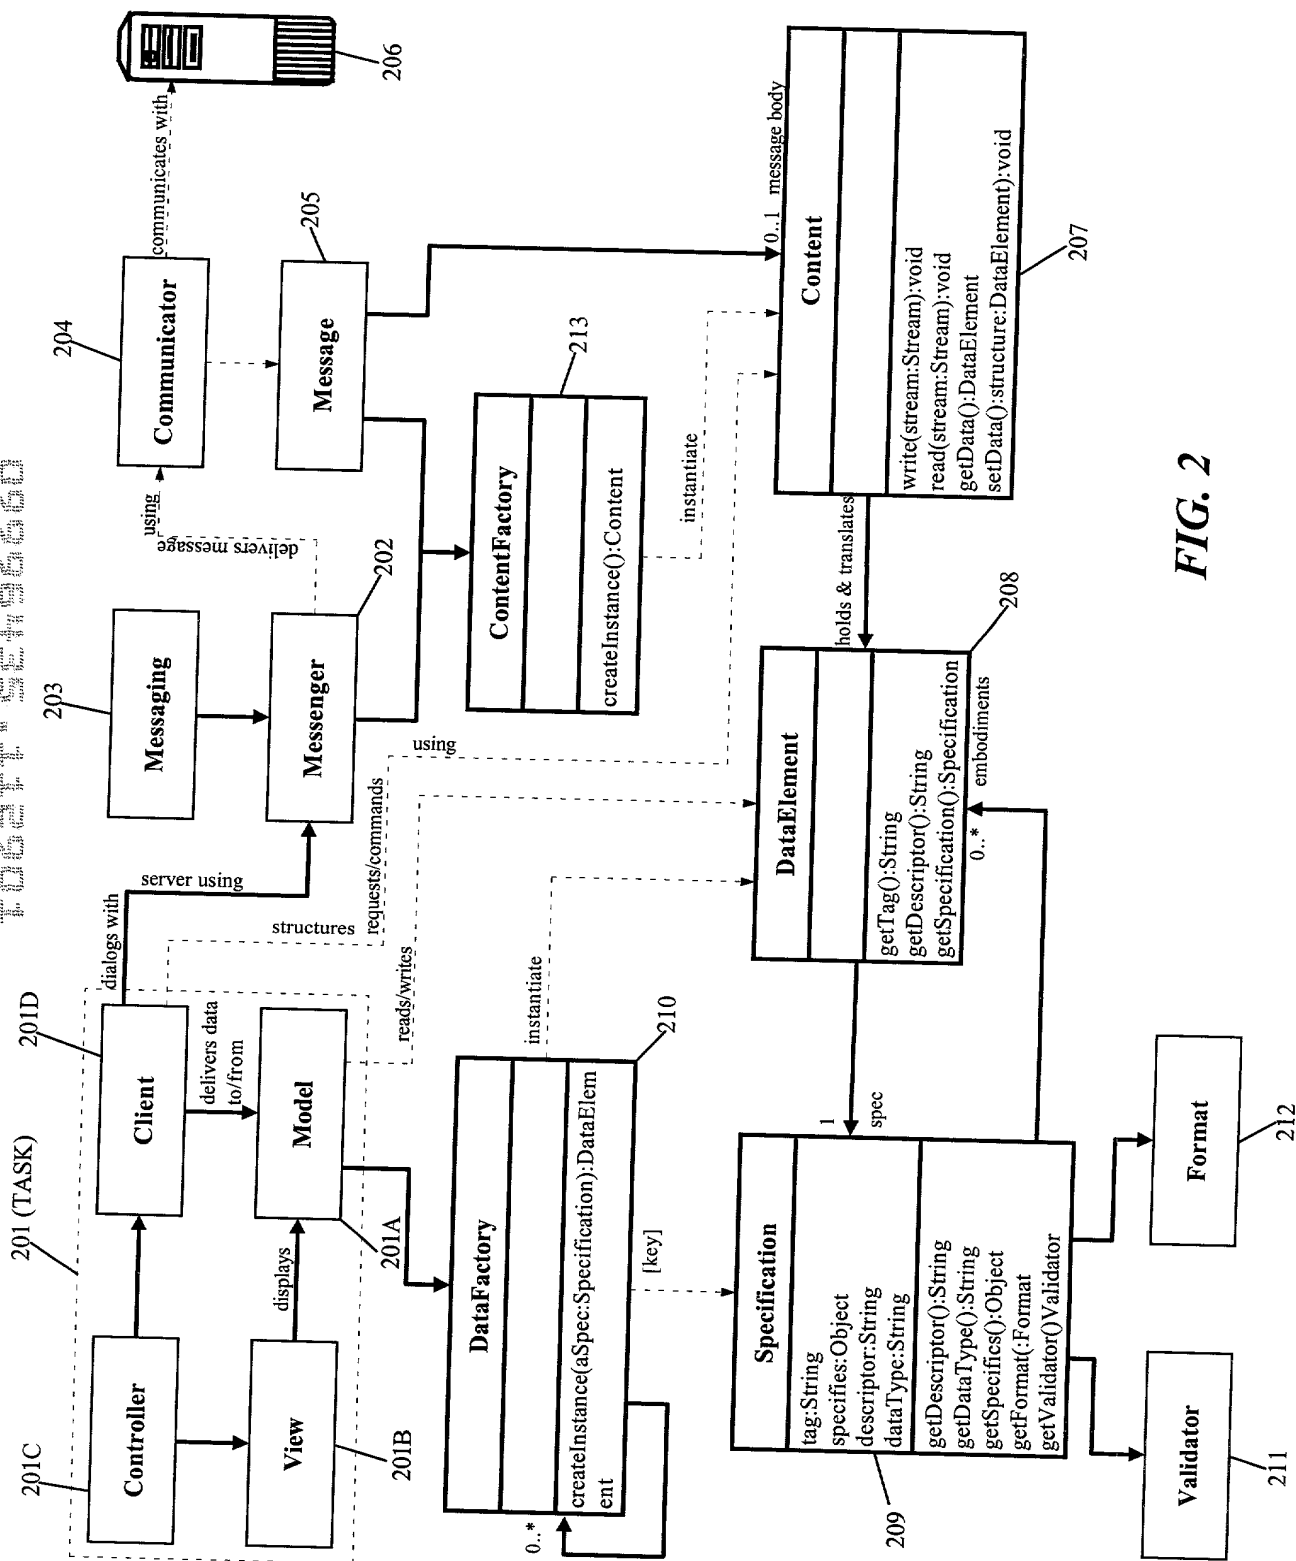 201 (TASK)
201C
Controller
201D
Client
dialogs with
server using
203
Messaging
204
Communicator
communicates with
206
delivers data
to/from
View
displays
Model
201B
201A
structures
requests/commands
using
Messenger
202
using
delivers message
Message
205
reads/writes
DataFactory
createInstance(aSpec:Specification):DataElem
ent
0..*
210
[key]
instantiate
ContentFactory
createInstance():Content
213
instantiate
Specification
tag:String
specifies:Object
descriptor:String
dataType:String
getDescriptor():String
getDataType():String
getSpecifics():Object
getFormat(:Format
getValidator()Validator
209
1
spec
DataElement
getTag():String
getDescriptor():String
getSpecification():Specification
208
0..*
embodiments
holds & translates
0..1 message body
Content
write(stream:Stream):void
read(stream:Stream):void
getData():DataElement
setData():structure:DataElement):void
207
Validator
211
Format
212
FIG. 2